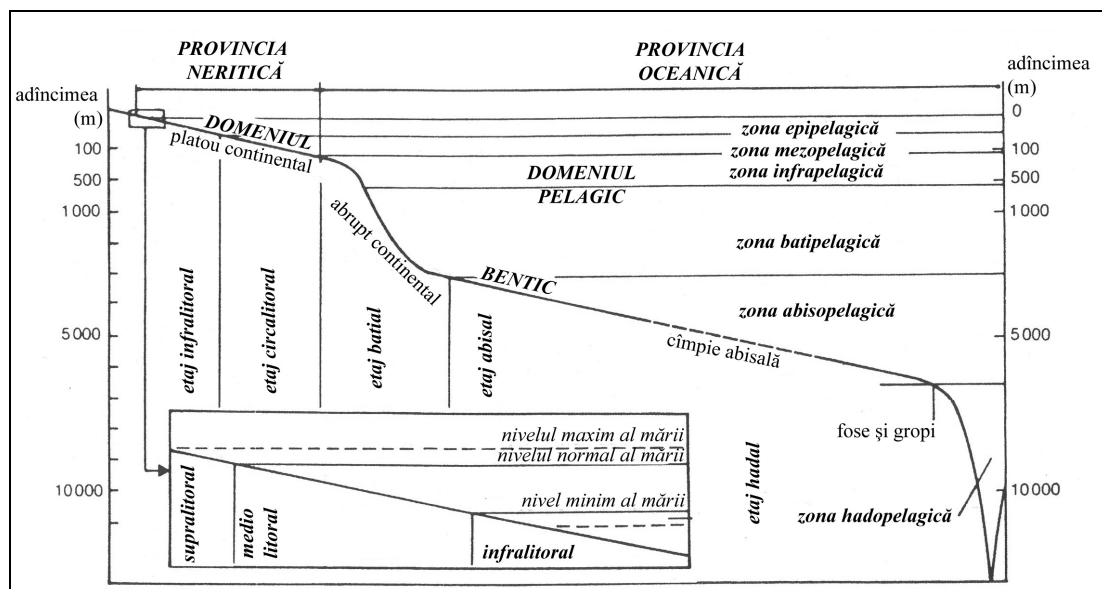 PROVINCIA
NERITICĂ
PROVINCIA
OCEANICĂ
adîncimea
(m)
adîncimea
(m)
0
100
500
1 000
5 000
10 000
100
500
1 000
5 000
10 000
DOMENIUL
platou continental
abrupt continental
BENTIC
cîmpie abisală
fose și gropi
DOMENIUL
PELAGIC
zona epipelagică
zona mezopelagică
zona infrapelagică
zona batipelagică
zona abisopelagică
zona hadopelagică
etaj infralitoral
etaj circalitoral
etaj batial
etaj abisal
etaj hadal
nivelul maxim al mării
nivelul normal al mării
nivel minim al mării
supralitoral
medio
litoral
infralitoral